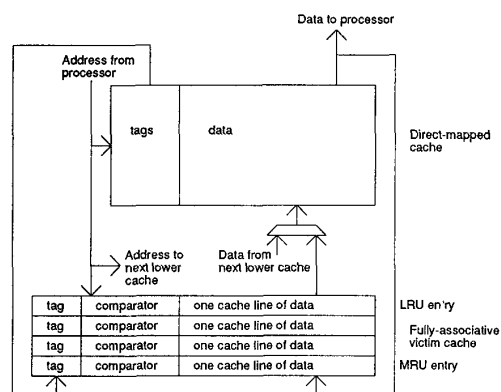 Data to processor
Address from
processor
tags
data
Direct-mapped
cache
Address to
next lower
cache
Data from
next lower cache
tag comparator one cache line of data LRU en'ry
tag comparator one cache line of data
Fully-associative
victim cache
tag comparator one cache line of data
tag comparator one cache line of data MRU entry